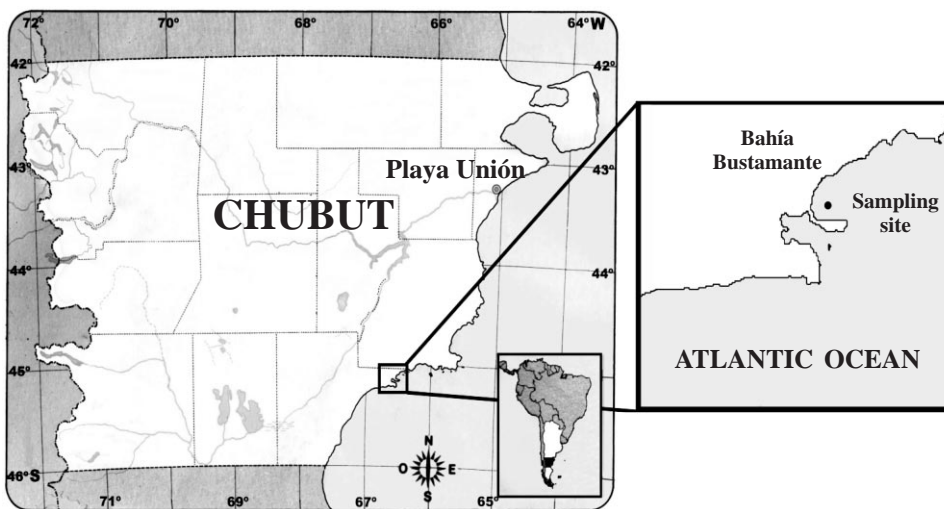 72° 70° 68° 66° 64° W
42° 42°
Playa Unión
43° 43°
CHUBUT
44° 44°
45°
46° S
N
O E
S
71° 69° 67° 65°
Bahía
Bustamante
Sampling
site
ATLANTIC OCEAN